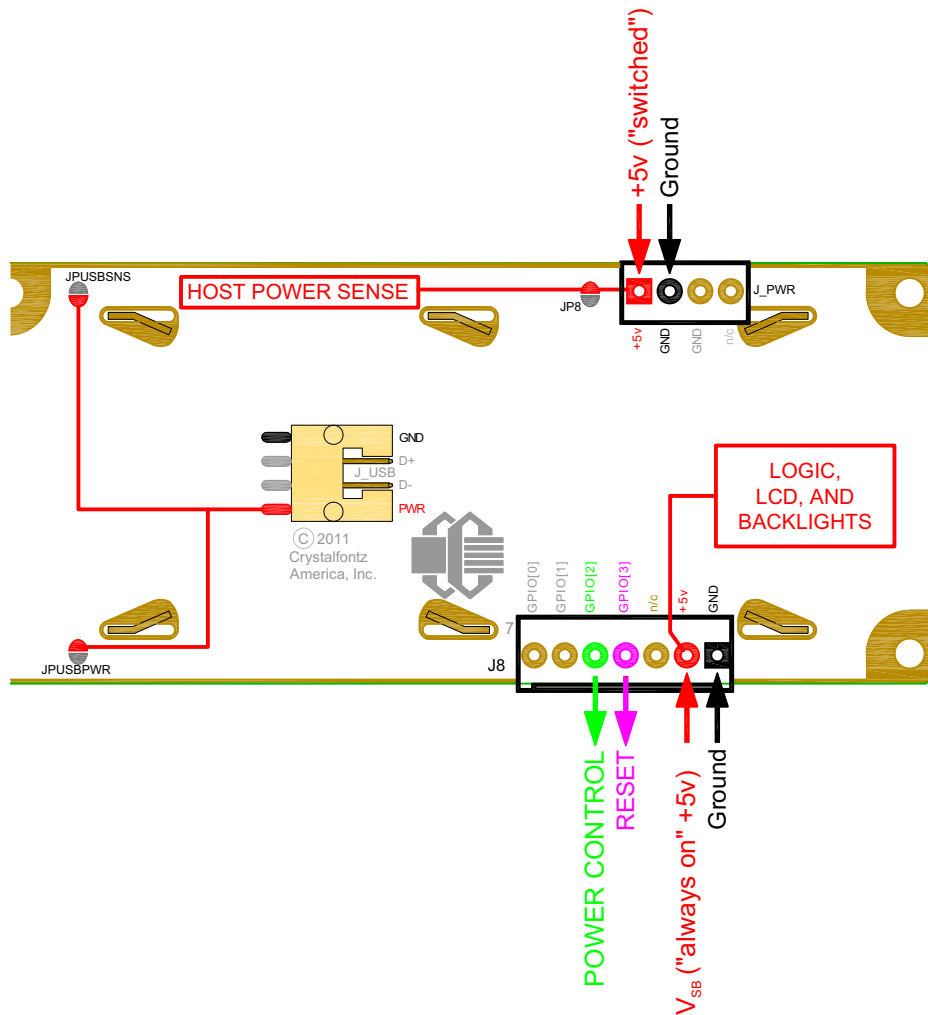 +5v ("switched")
Ground
JPUSBSNS
HOST POWER SENSE
JP8
J_PWR
+5v
GND
GND
n/c
GND
D+
J_USB
D-
PWR
LOGIC,
LCD, AND
BACKLIGHTS
© 2011
Crystalfontz
America, Inc.
GPIO[0]
GPIO[1]
GPIO[2]
GPIO[3]
n/c
+5v
GND
7
J8
JPUSBPWR
POWER CONTROL
RESET
VSB ("always on" +5v)
Ground